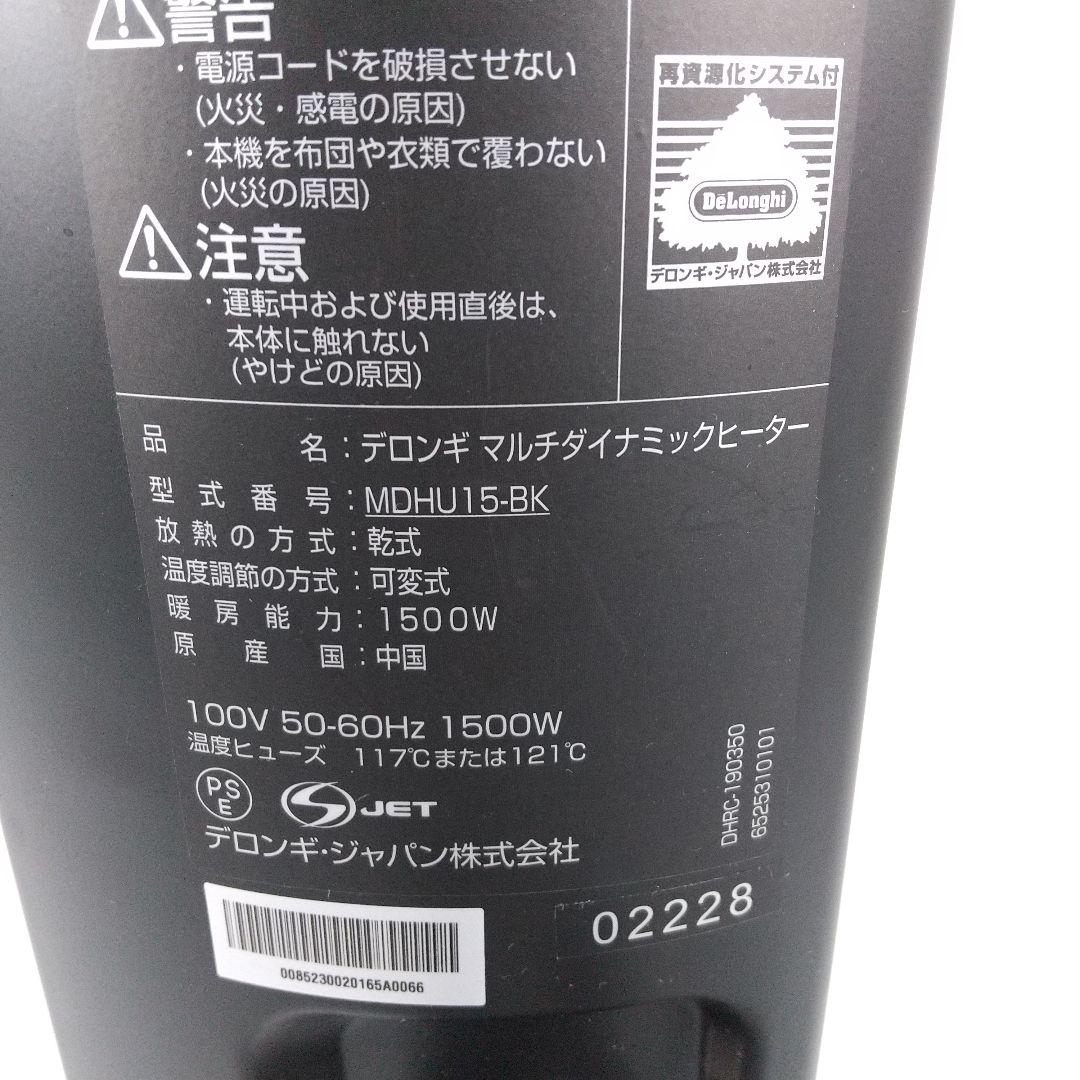 警告
・電源コードを破損させない
(火災・感電の原因)
・本機を布団や衣類で覆わない
(火災の原因)
注意
・運転中および使用直後は、
本体に触れない
(やけどの原因)
再資源化システム付
DeLonghi
デロンギ・ジャパン株式会社
品名:デロンギ マルチダイナミックヒーター
型式番号:MDHU15-BK
放熱の方式:乾式
温度調節の方式:可変式
暖房能力:1500W
原産国:中国
100V 50-60Hz 1500W
温度ヒューズ 117℃または121℃
PSE
JET
デロンギ・ジャパン株式会社
DHRC-190350
6525310101
0085230020165A0066
02228